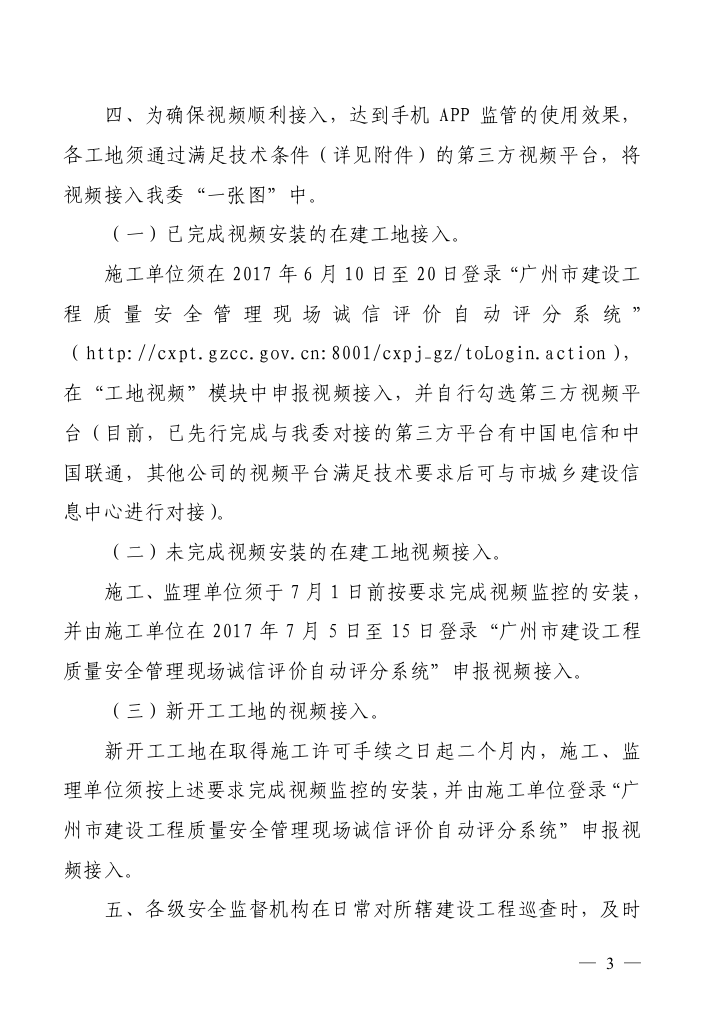 四、为确保视频顺利接入，达到手机 APP 监管的使用效果，
各工地须通过满足技术条件（详见附件）的第三方视频平台，将
视频接入我委“一张图”中。
（一）已完成视频安装的在建工地接入。
施工单位须在 2017 年 6 月 10 日至 20 日登录“广州市建设工
程质量安全管理现场诚信评价自动评分系统”
（http://cxpt.gzcc.gov.cn:8001/cxpj_gz/toLogin.action），
在“工地视频”模块中申报视频接入，并自行勾选第三方视频平
台（目前，已先行完成与我委对接的第三方平台有中国电信和中
国联通，其他公司的视频平台满足技术要求后可与市城乡建设信
息中心进行对接）。
（二）未完成视频安装的在建工地视频接入。
施工、监理单位须于 7 月 1 日前按要求完成视频监控的安装，
并由施工单位在 2017 年 7 月 5 日至 15 日登录“广州市建设工程
质量安全管理现场诚信评价自动评分系统”申报视频接入。
（三）新开工工地的视频接入。
新开工工地在取得施工许可手续之日起二个月内，施工、监
理单位须按上述要求完成视频监控的安装，并由施工单位登录“广
州市建设工程质量安全管理现场诚信评价自动评分系统”申报视
频接入。
五、各级安全监督机构在日常对所辖建设工程巡查时，及时
— 3 —